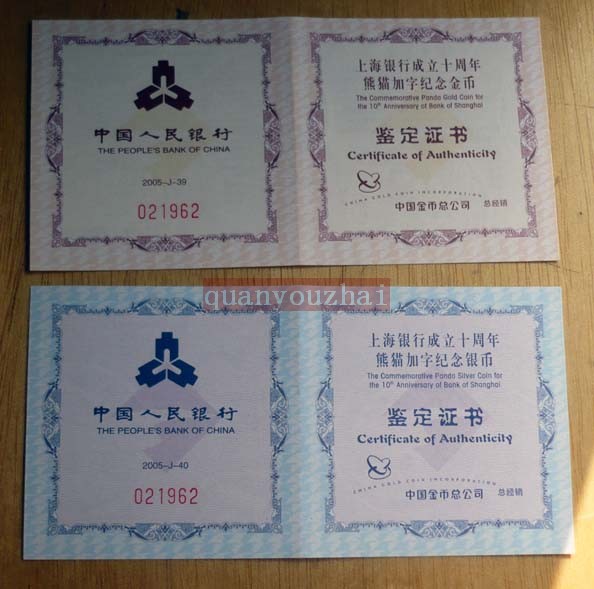 中国人民银行
THE PEOPLE'S BANK OF CHINA
2005-J-39
021962
上海银行成立十周年
熊猫加字纪念金币
The Commemorative Panda Gold Coin for
the 10th Anniversary of Bank of Shanghai
鉴定证书
Certificate of Authenticity
CHINA GOLD COIN INCORPORATION
中国金币总公司 总经销
quanyouzhai
中国人民银行
THE PEOPLE'S BANK OF CHINA
2005-J-40
021962
上海银行成立十周年
熊猫加字纪念银币
The Commemorative Panda Silver Coin for
the 10th Anniversary of Bank of Shanghai
鉴定证书
Certificate of Authenticity
CHINA GOLD COIN INCORPORATION
中国金币总公司 总经销